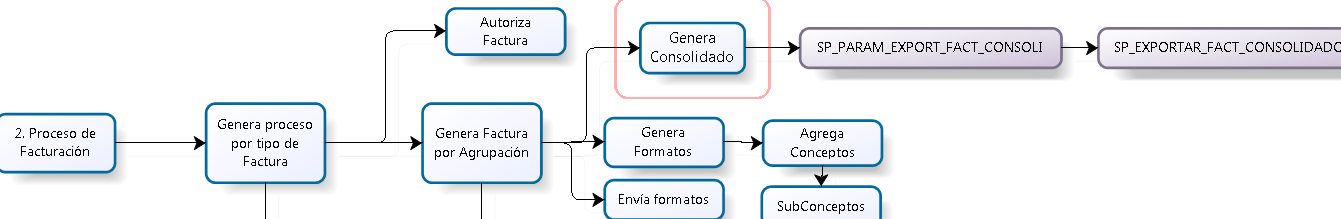 Autoriza
Factura
Genera
Consolidado
SP_PARAM_EXPORT_FACT_CONSOLI
SP_EXPORTAR_FACT_CONSOLIDADO
2. Proceso de
Facturación
Genera proceso
por tipo de
Factura
Genera Factura
por Agrupación
Genera
Formatos
Agrega
Conceptos
Envía formatos
SubConceptos